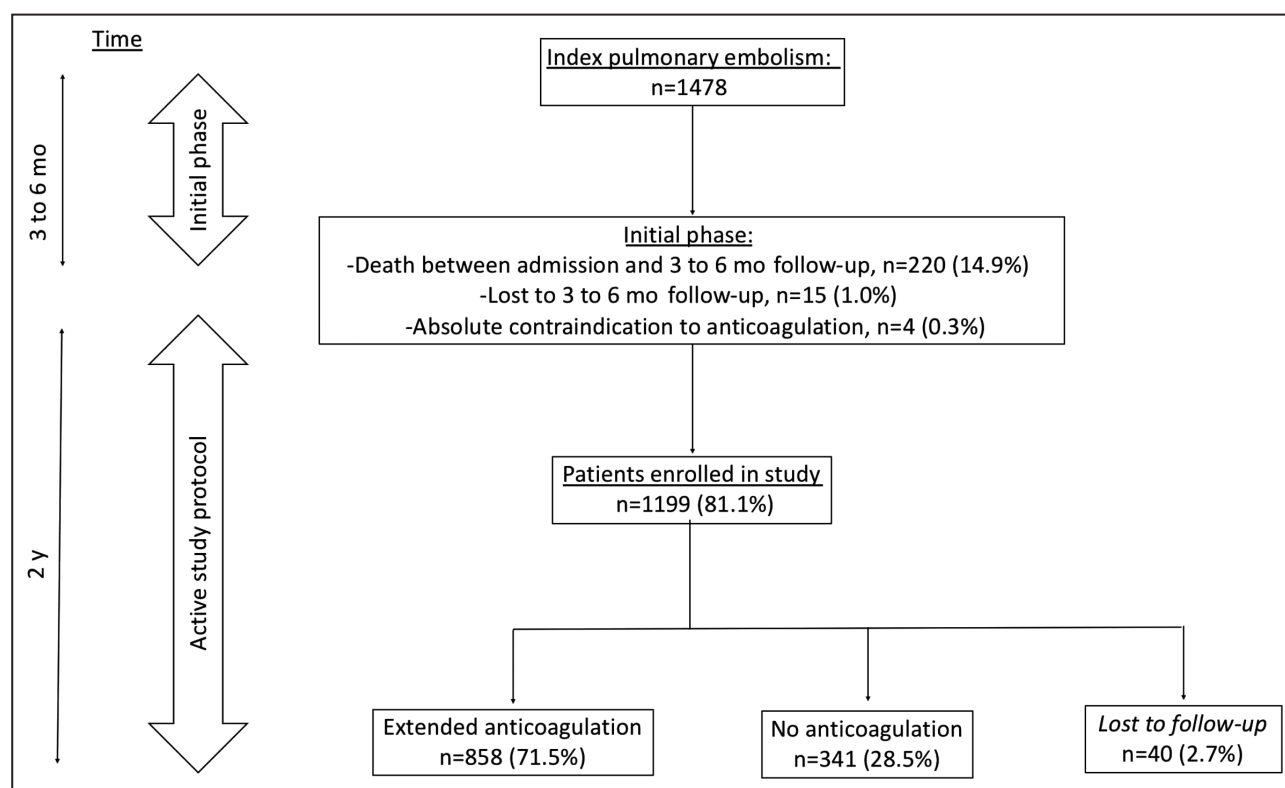 Time
Index pulmonary embolism:
n=1478
3 to 6 mo
Initial phase
Initial phase:
-Death between admission and 3 to 6 mo follow-up, n=220 (14.9%)
-Lost to 3 to 6 mo follow-up, n=15 (1.0%)
-Absolute contraindication to anticoagulation, n=4 (0.3%)
2 y
Active study protocol
Patients enrolled in study
n=1199 (81.1%)
Extended anticoagulation
n=858 (71.5%)
No anticoagulation
n=341 (28.5%)
Lost to follow-up
n=40 (2.7%)